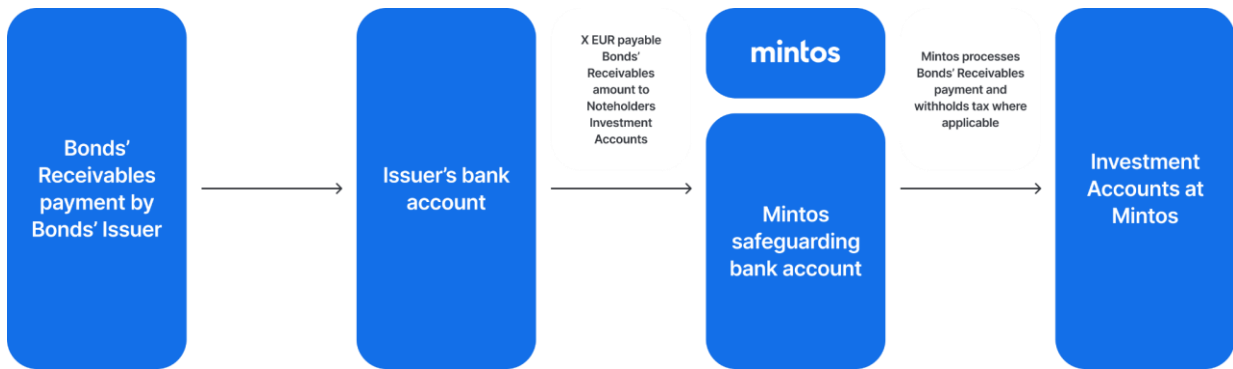 Bonds'
Receivables
payment by
Bonds' Issuer
Issuer's bank
account
X EUR payable
Bonds'
Receivables
amount to
Noteholders
Investment
Accounts
mintos
Mintos
safeguarding
bank account
Mintos processes
Bonds' Receivables
payment and
withholds tax where
applicable
Investment
Accounts at
Mintos